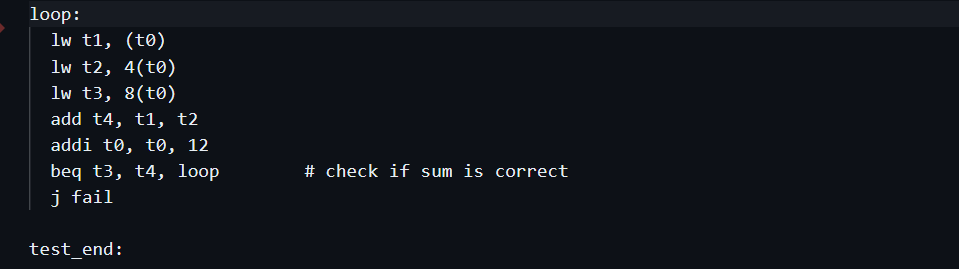 loop:
lw t1, (t0)
lw t2, 4(t0)
lw t3, 8(t0)
add t4, t1, t2
addi t0, t0, 12
beq t3, t4, loop # check if sum is correct
j fail
test_end: